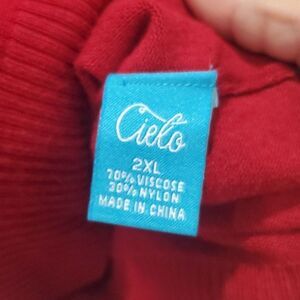 Cielo
2XL
70% VISCOSE
30% NYLON
MADE IN CHINA